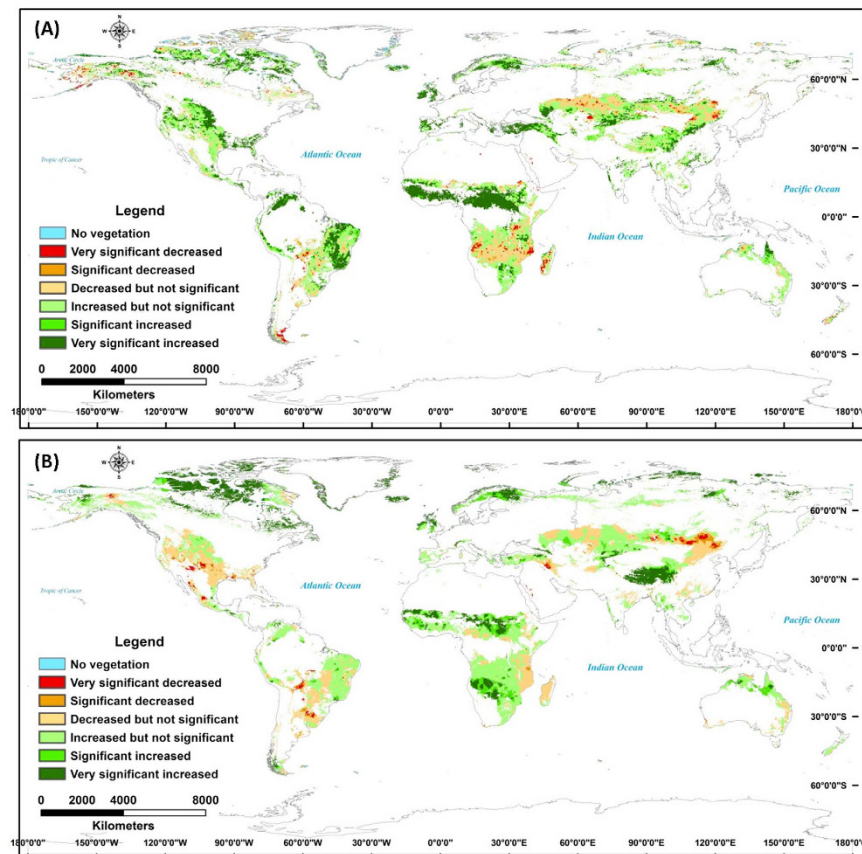 (A)
N
W E
S
Arctic Circle
60°0'0"N
30°0'0"N
Tropic of Cancer
Atlantic Ocean
Pacific Ocean
Indian Ocean
0°0'0"
30°0'0"S
60°0'0"S
Legend
No vegetation
Very significant decreased
Significant decreased
Decreased but not significant
Increased but not significant
Significant increased
Very significant increased
0 2000 4000 8000
Kilometers
180°0'0" 150°0'0"W 120°0'0"W 90°0'0"W 60°0'0"W 30°0'0"W 0°0'0" 30°0'0"E 60°0'0"E 90°0'0"E 120°0'0"E 150°0'0"E 180°0'0"
(B)
N
W E
S
Arctic Circle
60°0'0"N
30°0'0"N
Tropic of Cancer
Atlantic Ocean
Pacific Ocean
Indian Ocean
0°0'0"
30°0'0"S
60°0'0"S
Legend
No vegetation
Very significant decreased
Significant decreased
Decreased but not significant
Increased but not significant
Significant increased
Very significant increased
0 2000 4000 8000
Kilometers
180°0'0" 150°0'0"W 120°0'0"W 90°0'0"W 60°0'0"W 30°0'0"W 0°0'0" 30°0'0"E 60°0'0"E 90°0'0"E 120°0'0"E 150°0'0"E 180°0'0"